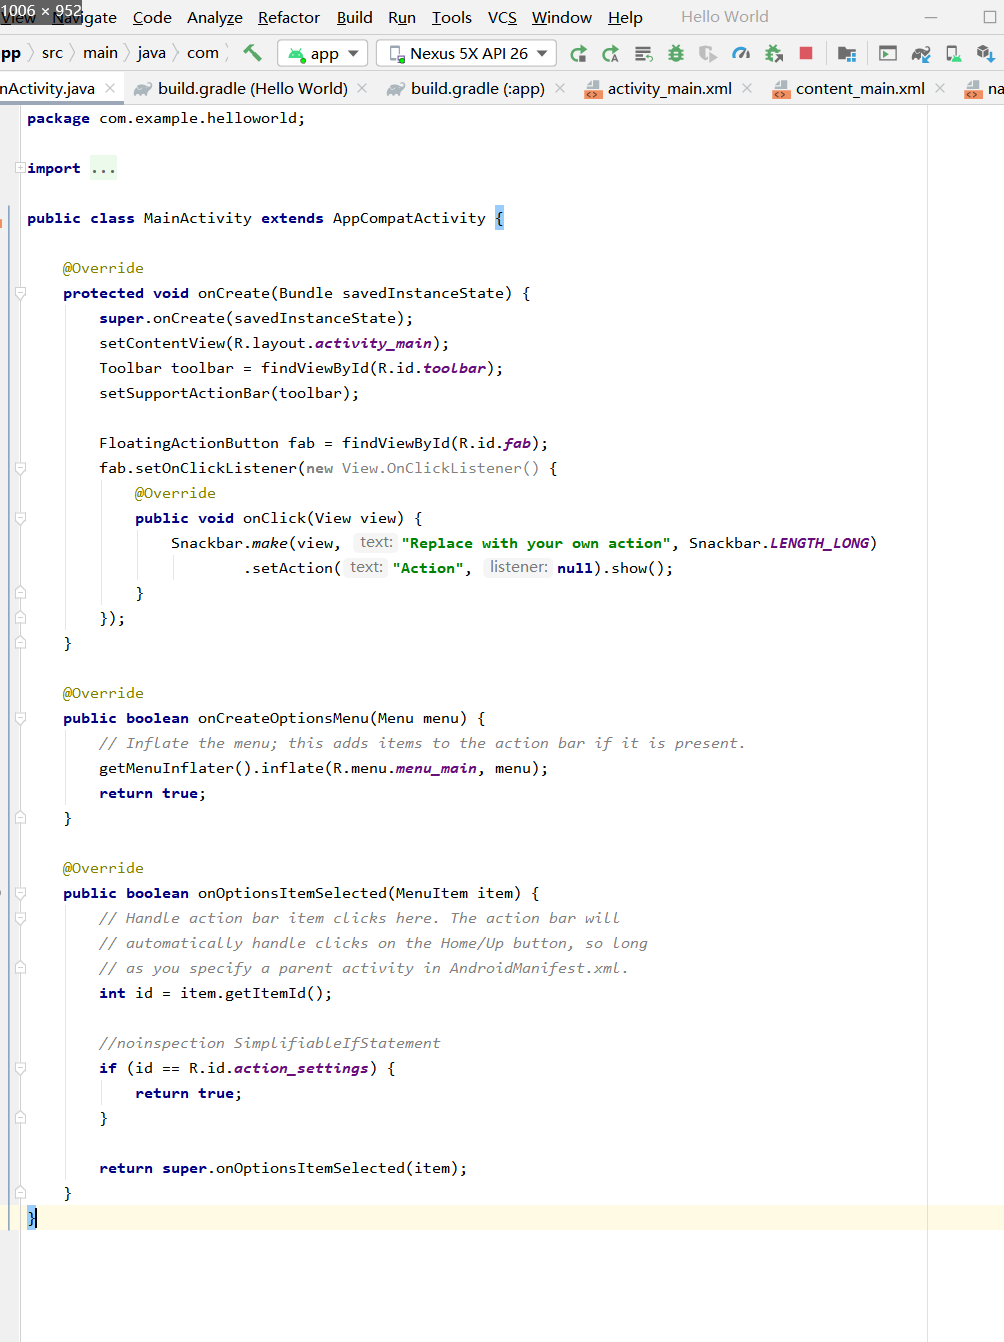 1006 × 952
View Navigate Code Analyze Refactor Build Run Tools VCS Window Help Hello World
pp src main java com app Nexus 5X API 26
nActivity.java build.gradle (Hello World) build.gradle (:app) activity_main.xml content_main.xml na
package com.example.helloworld;
import ...
public class MainActivity extends AppCompatActivity {
@Override
protected void onCreate(Bundle savedInstanceState) {
super.onCreate(savedInstanceState);
setContentView(R.layout.activity_main);
Toolbar toolbar = findViewById(R.id.toolbar);
setSupportActionBar(toolbar);
FloatingActionButton fab = findViewById(R.id.fab);
fab.setOnClickListener(new View.OnClickListener() {
@Override
public void onClick(View view) {
Snackbar.make(view, text: "Replace with your own action", Snackbar.LENGTH_LONG)
.setAction( text: "Action", listener: null).show();
}
});
}
@Override
public boolean onCreateOptionsMenu(Menu menu) {
// Inflate the menu; this adds items to the action bar if it is present.
getMenuInflater().inflate(R.menu.menu_main, menu);
return true;
}
@Override
public boolean onOptionsItemSelected(MenuItem item) {
// Handle action bar item clicks here. The action bar will
// automatically handle clicks on the Home/Up button, so long
// as you specify a parent activity in AndroidManifest.xml.
int id = item.getItemId();
//noinspection SimplifiableIfStatement
if (id == R.id.action_settings) {
return true;
}
return super.onOptionsItemSelected(item);
}
}